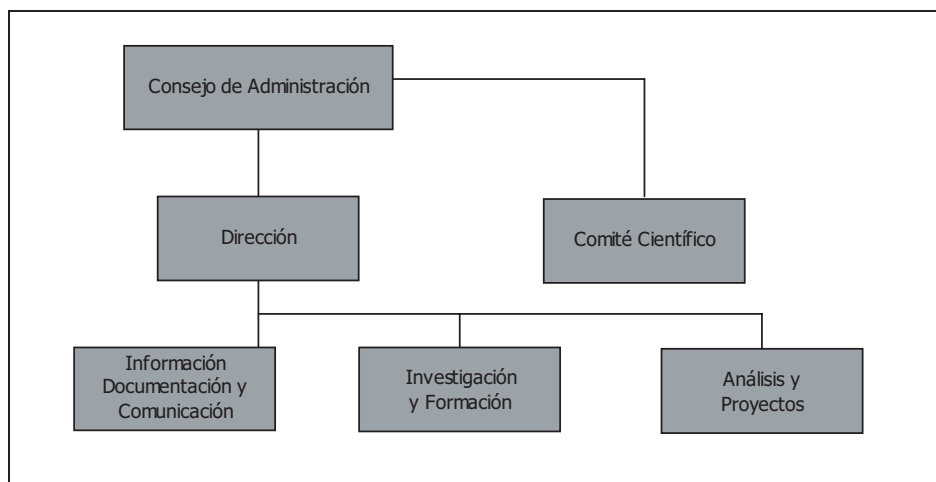 Consejo de Administración
Dirección
Comité Científico
Información
Documentación y
Comunicación
Investigación
y Formación
Análisis y
Proyectos